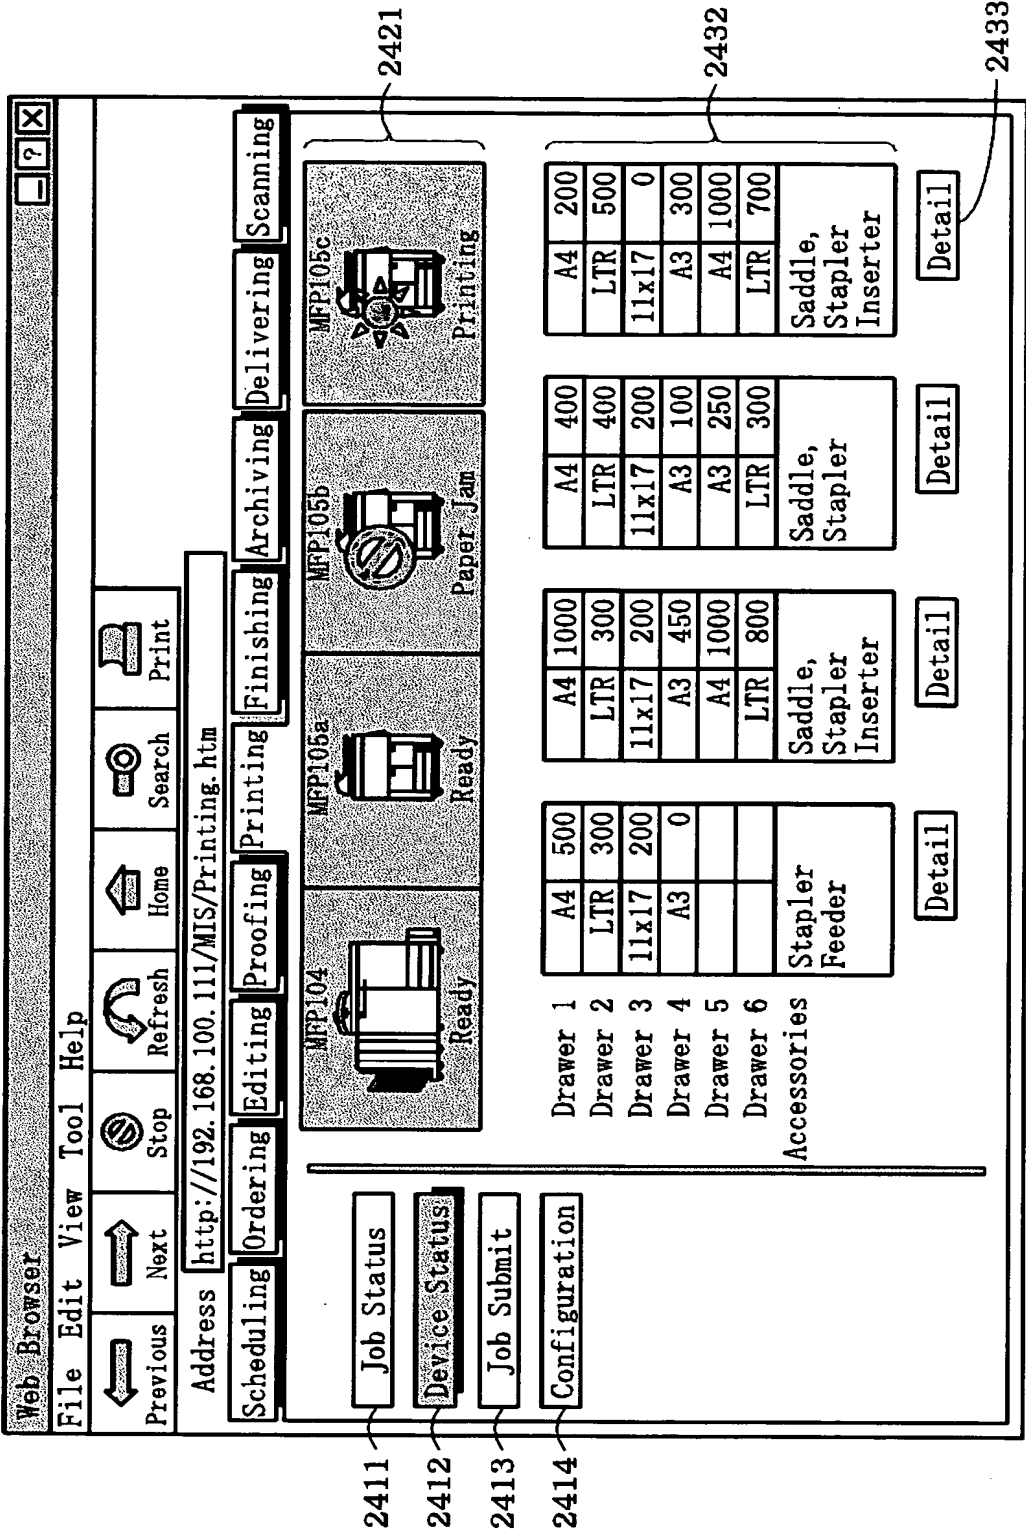 Web Browser _ ? X
File Edit View Tool Help
Previous Next Stop Refresh Home Search Print
Address http://192.168.100.111/MIS/Printing.htm
Scheduling Ordering Editing Proofing Printing Finishing Archiving Delivering Scanning
MFP104 MFP105a MFP105b MFP105c
Ready Ready Paper Jam Printing
2421
2411 Job Status
2412 Device Status
2413 Job Submit
2414 Configuration
Drawer 1 A4 500 A4 1000 A4 400 A4 200
Drawer 2 LTR 300 LTR 300 LTR 400 LTR 500
Drawer 3 11x17 200 11x17 200 11x17 200 11x17 0
Drawer 4 A3 0 A3 450 A3 100 A3 300
Drawer 5 A4 1000 A3 250 A4 1000
Drawer 6 LTR 800 LTR 300 LTR 700
2432
Accessories Stapler Saddle, Saddle, Saddle,
Feeder Stapler Stapler Stapler
Inserter Inserter
Detail Detail Detail Detail
2433